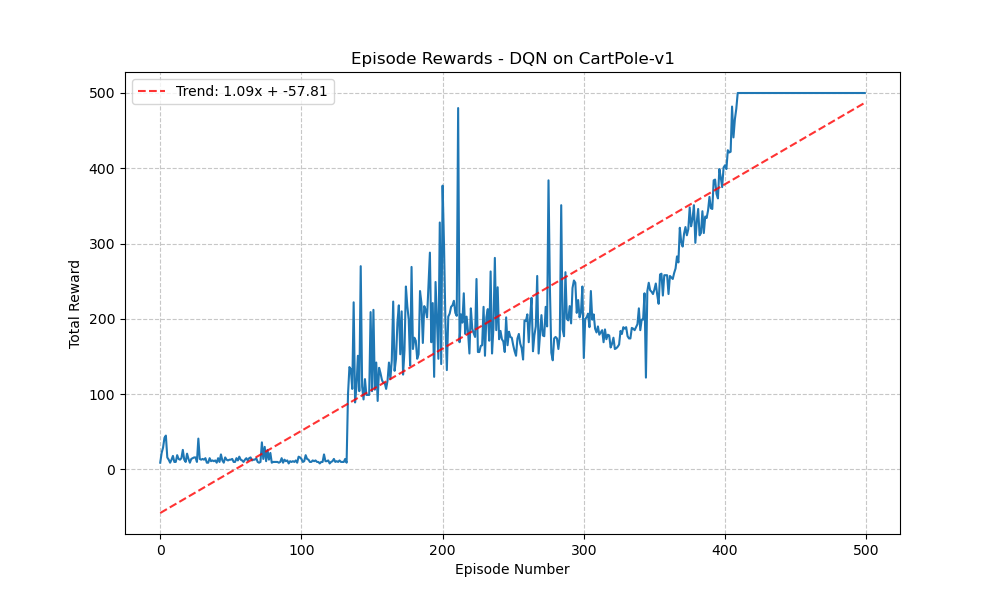 Episode Rewards - DQN on CartPole-v1
Trend: 1.09x + -57.81
Total Reward
500
400
300
200
100
0
0 100 200 300 400 500
Episode Number